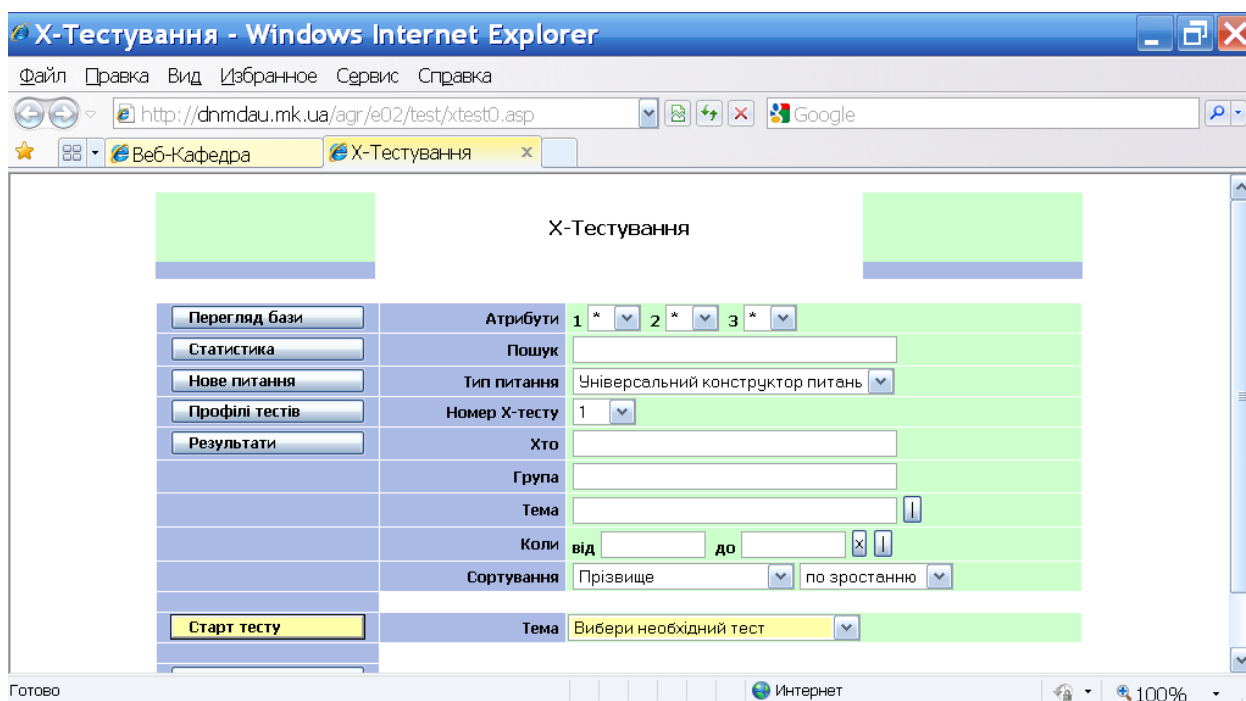 X-Тестування - Windows Internet Explorer
Файл Правка Вид Избранное Сервис Справка
http://dnmdau.mk.ua/agr/e02/test/xtest0.asp Google
Веб-Кафедра X-Тестування x
X-Тестування
Перегляд бази Атрибути 1 * 2 * 3 *
Статистика Пошук
Нове питання Тип питання Універсальний конструктор питань
Профілі тестів Номер X-тесту 1
Результати Хто
Група
Тема |
Коли від до x |
Сортування Прізвище по зростанню
Старт тесту Тема Вибери необхідний тест
Готово Интернет 100%